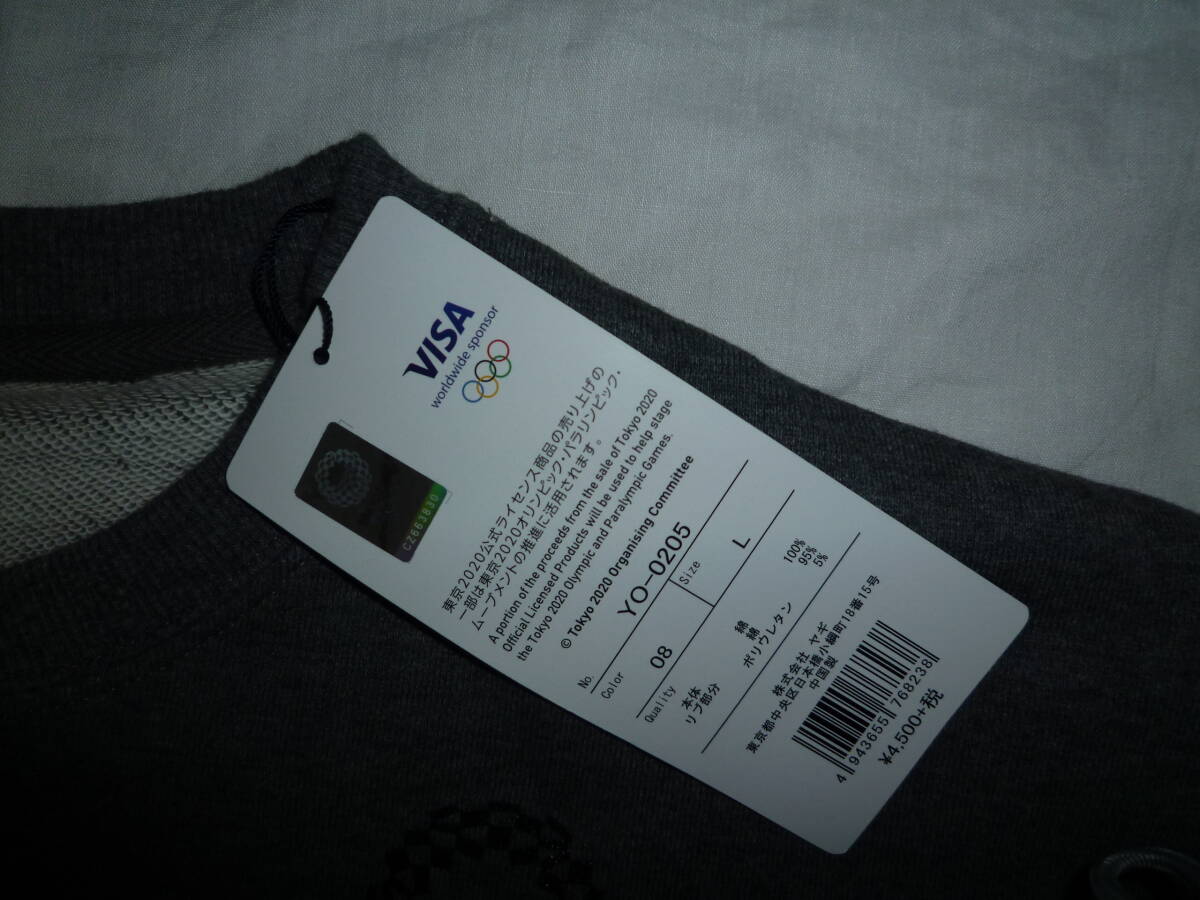 VISA
worldwide sponsor
CZ663830
東京2020公式ライセンス商品の売り上げの
一部は東京2020オリンピック・パラリンピック・
ムーブメントの推進に活用されます。
A portion of the proceeds from the sale of Tokyo 2020
Official Licensed Products will be used to help stage
the Tokyo 2020 Olympic and Paralympic Games.
© Tokyo 2020 Organising Committee
No. YO-0205
Color 08 Size L
Quality
本体 綿 100%
リブ部分 綿 95%
ポリウレタン 5%
株式会社 ヤギ
東京都中央区日本橋小網町18番15号
中国製
4 943655 768238
¥4,500+税